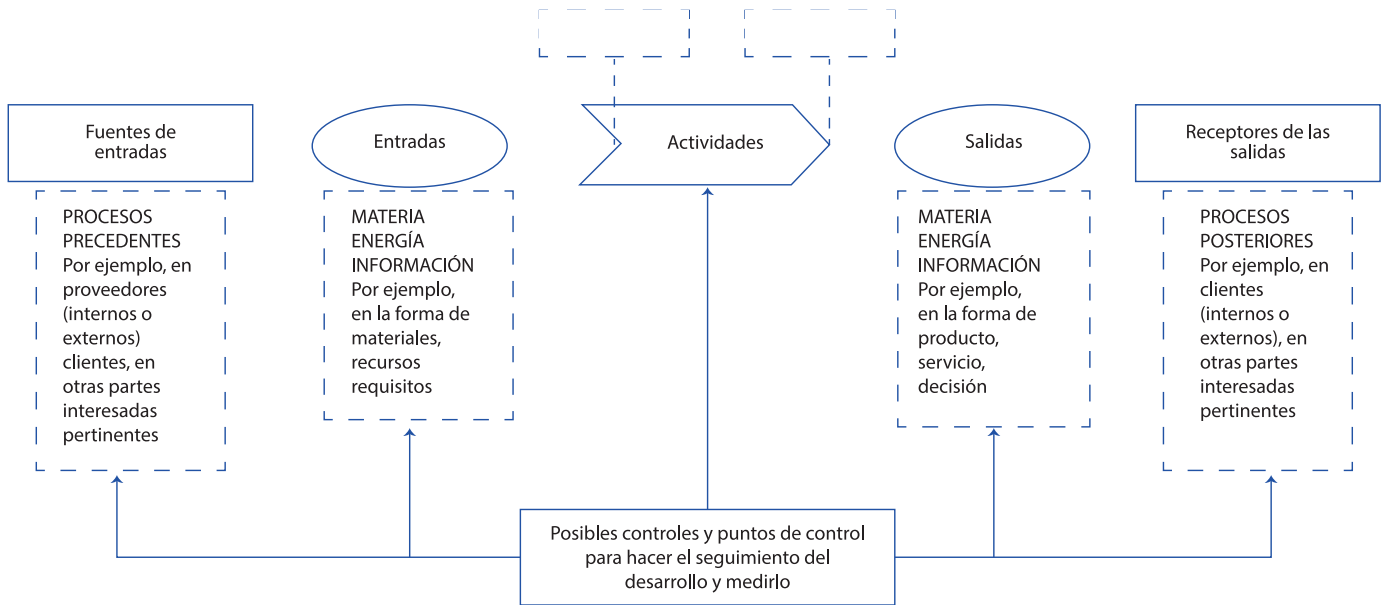 Fuentes de
entradas
Entradas
Actividades
Salidas
Receptores de las
salidas
PROCESOS
PRECEDENTES
Por ejemplo, en
proveedores
(internos o
externos)
clientes, en
otras partes
interesadas
pertinentes
MATERIA
ENERGÍA
INFORMACIÓN
Por ejemplo,
en la forma de
materiales,
recursos
requisitos
MATERIA
ENERGÍA
INFORMACIÓN
Por ejemplo,
en la forma de
producto,
servicio,
decisión
PROCESOS
POSTERIORES
Por ejemplo, en
clientes
(internos o
externos), en
otras partes
interesadas
pertinentes
Posibles controles y puntos de control
para hacer el seguimiento del
desarrollo y medirlo